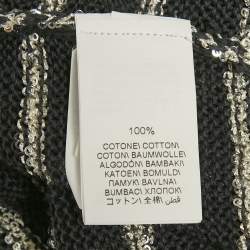 100%
COTONE\ COTTON\
COTON\ BAUMWOLLE\
ALGODÓN\ BAMBAKI\
KATOEN\ BOMULD\
ПАМУК\ BAVLNA\
BUMBAC\ ХЛОПОК\
コットン\ 全棉\ قطن